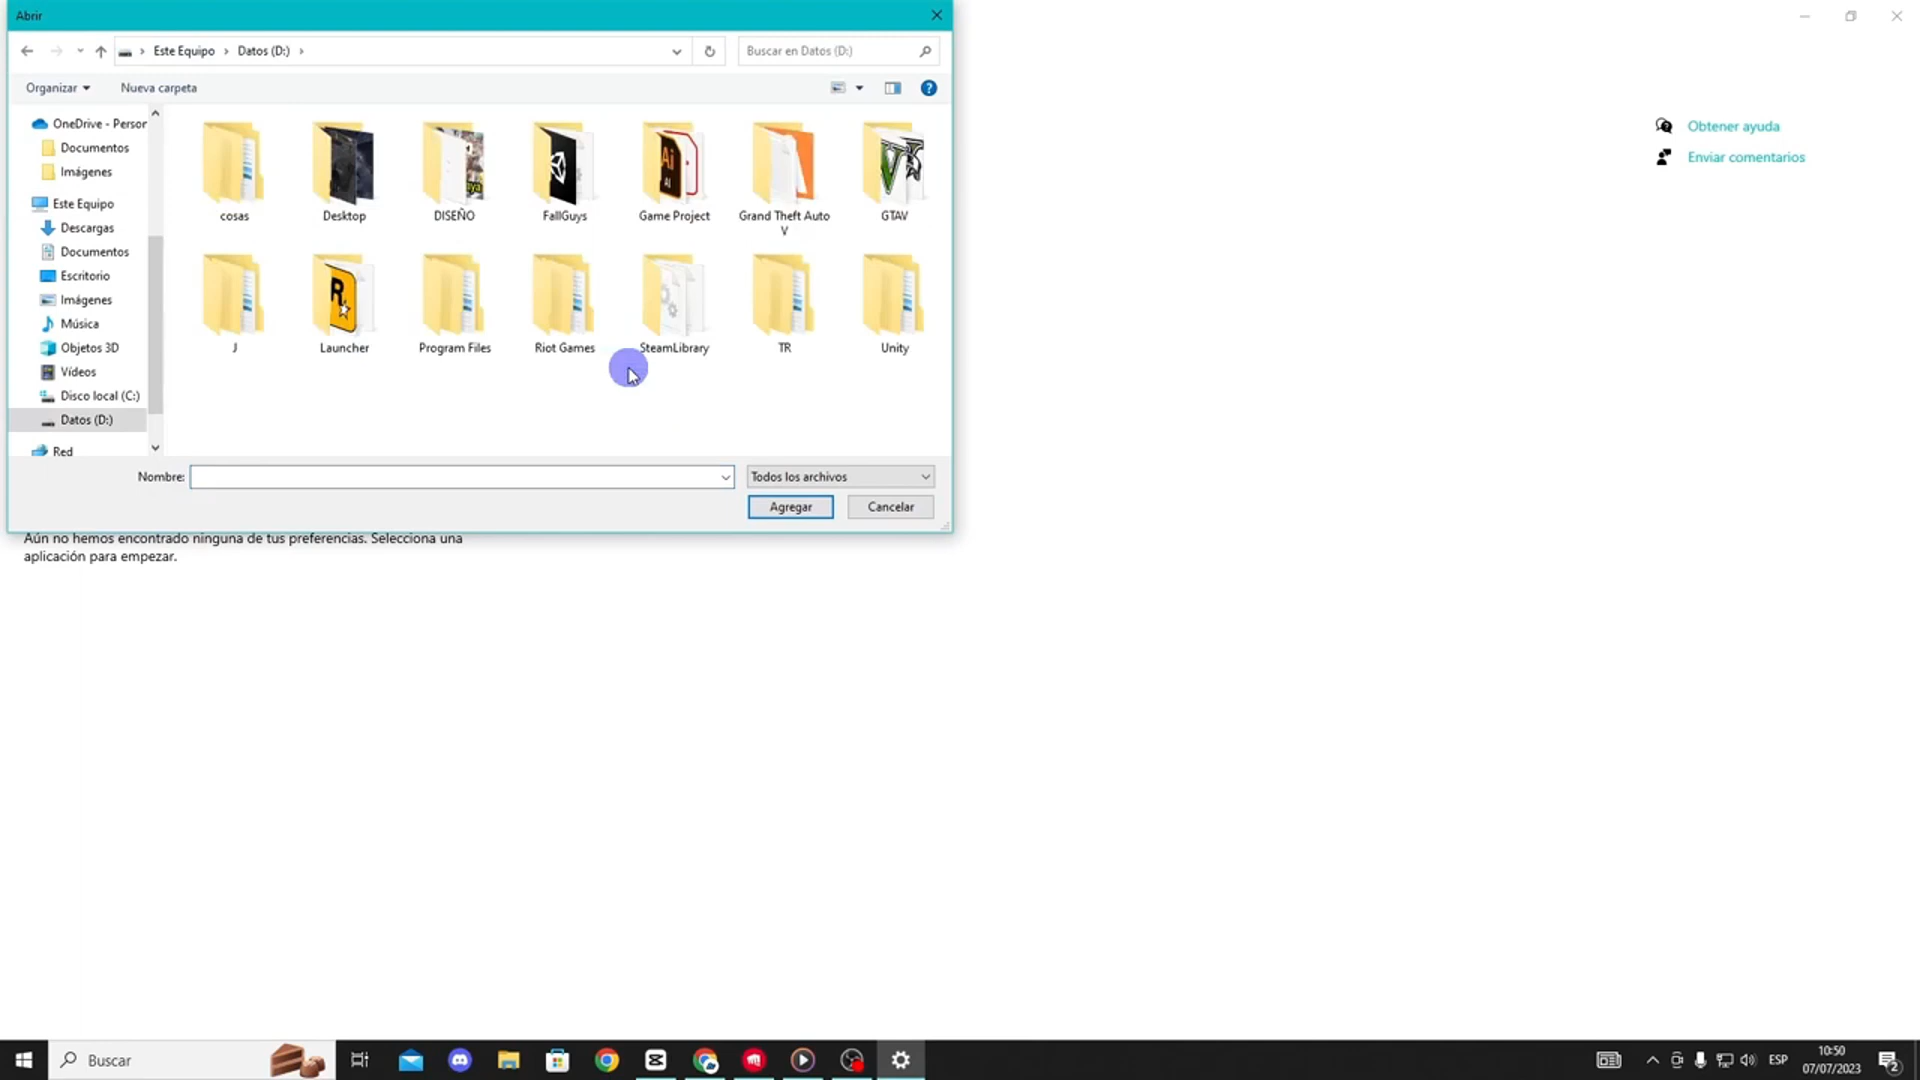 Abrir
Este Equipo > Datos (D:) >
Buscar en Datos (D:)
Organizar
Nueva carpeta
OneDrive - Person
Documentos
Imágenes
Este Equipo
Descargas
Documentos
Escritorio
Imágenes
Música
Objetos 3D
Vídeos
Disco local (C:)
Datos (D:)
Red
cosas
Desktop
DISEÑO
FallGuys
Game Project
Grand Theft Auto
V
GTAV
J
Launcher
Program Files
Riot Games
SteamLibrary
TR
Unity
Nombre:
Todos los archivos
Agregar
Cancelar
Aún no hemos encontrado ninguna de tus preferencias. Selecciona una
aplicación para empezar.
Obtener ayuda
Enviar comentarios
Buscar
ESP
10:50
07/07/2023
2